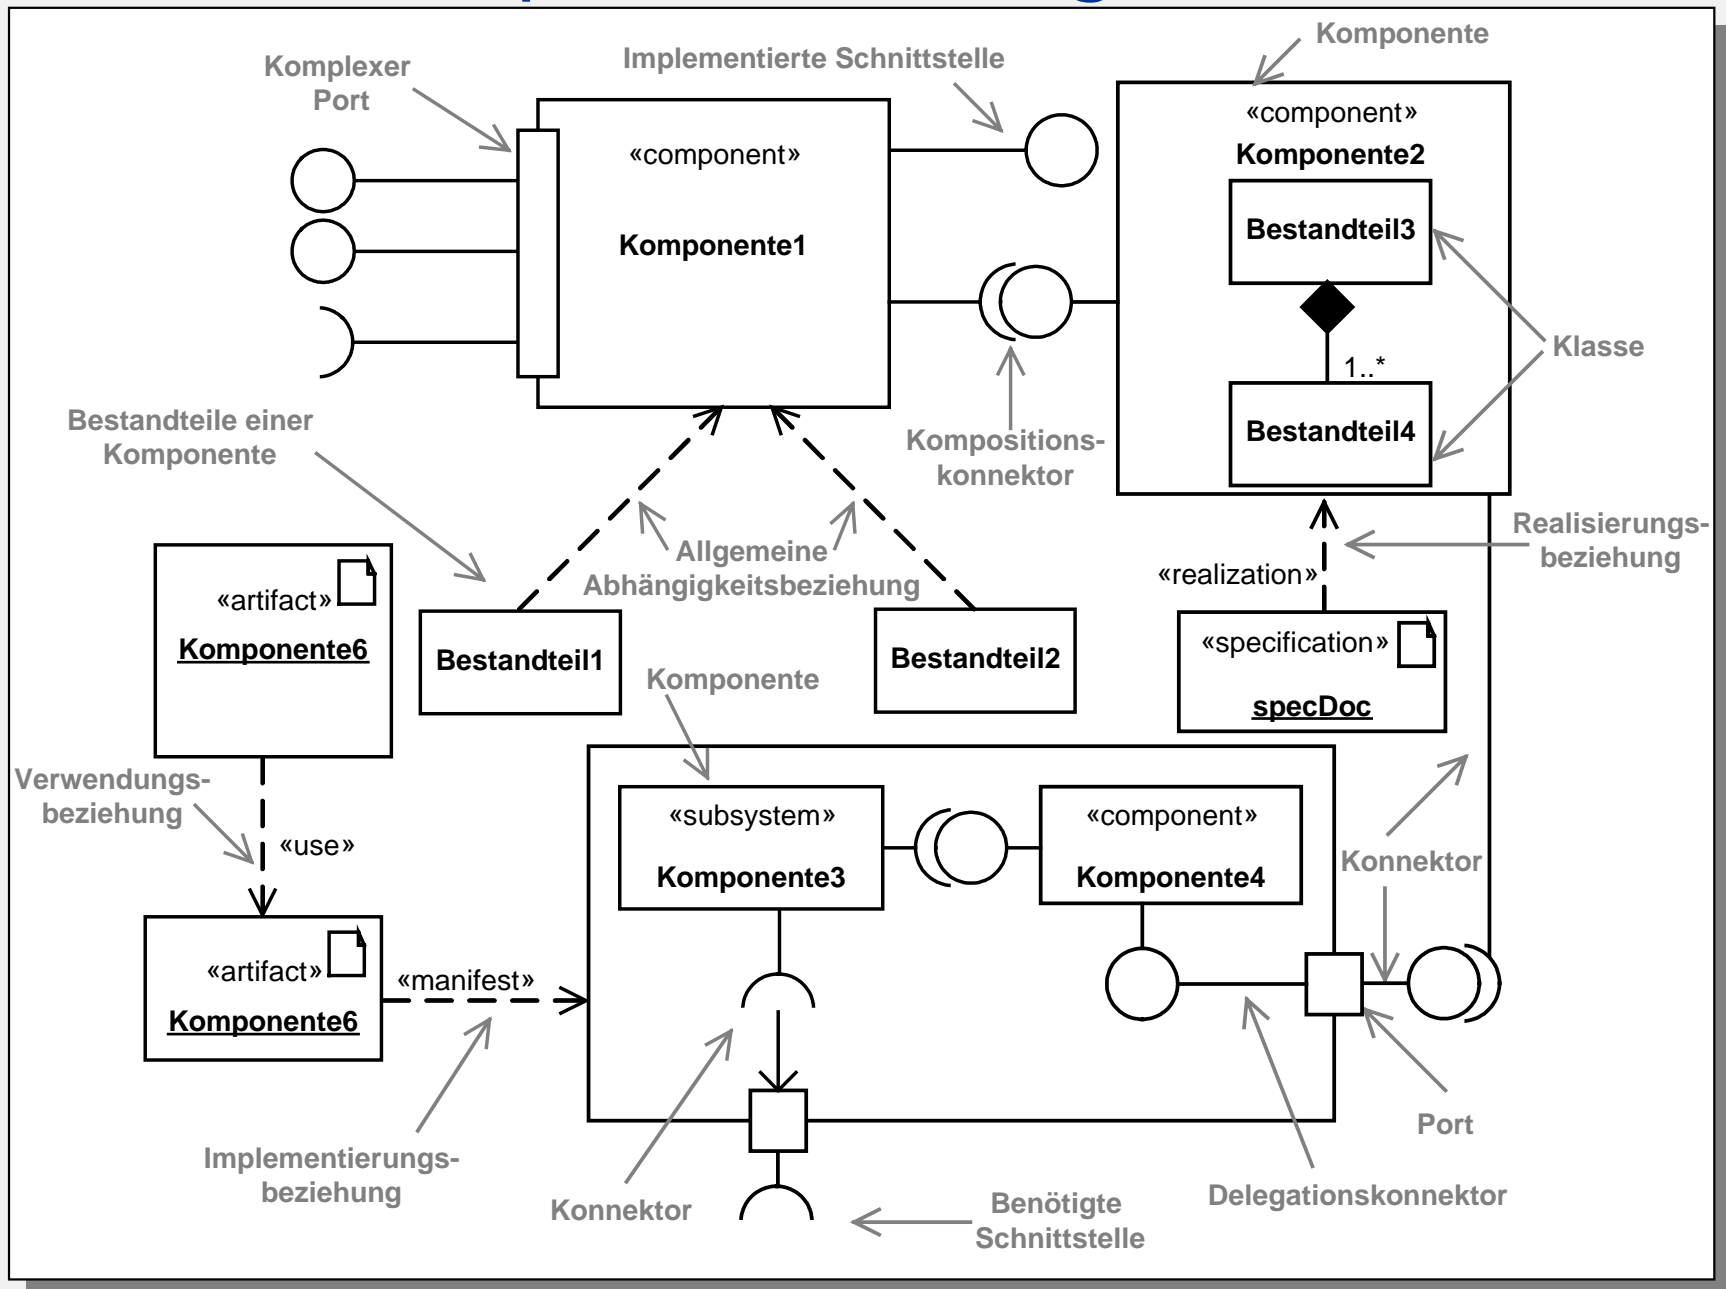 Komponente
Implementierte Schnittstelle
Komplexer
Port
«component»
Komponente1
«component»
Komponente2
Bestandteil3
1..*
Bestandteil4
Klasse
Bestandteile einer
Komponente
Kompositions-
konnektor
Allgemeine
Abhängigkeitsbeziehung
Realisierungs-
beziehung
«realization»
«artifact»
Komponente6
Bestandteil1
Bestandteil2
«specification»
specDoc
Komponente
Verwendungs-
beziehung
«use»
«subsystem»
Komponente3
«component»
Komponente4
Konnektor
«artifact»
Komponente6
«manifest»
Implementierungs-
beziehung
Konnektor
Benötigte
Schnittstelle
Delegationskonnektor
Port